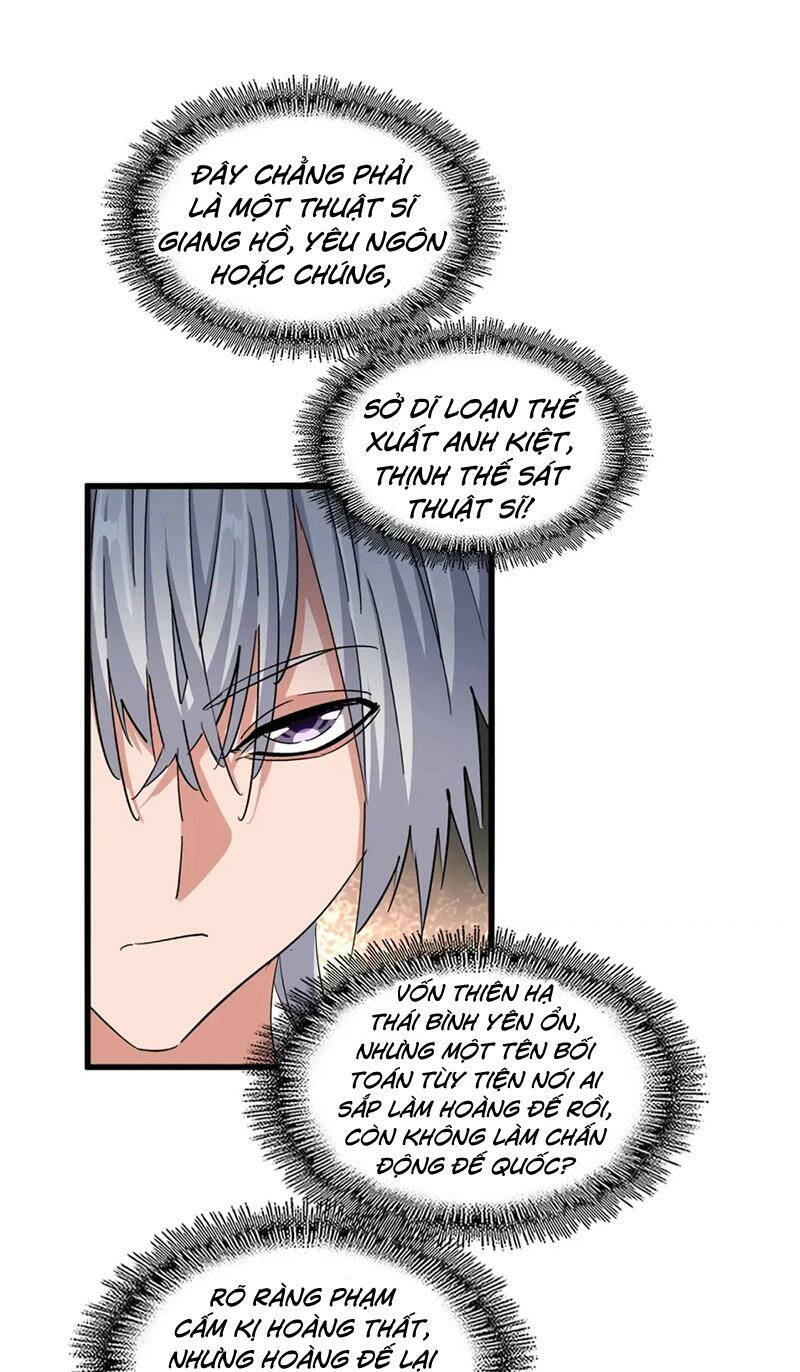 ĐÂY CHẲNG PHẢI
LÀ MỘT THUẬT SĨ
GIANG HỒ, YÊU NGÔN
HOẶC CHÚNG,
SỞ DĨ LOẠN THẾ
XUẤT ANH KIỆT,
THỊNH THẾ SÁT
THUẬT SĨ!
VỐN THIÊN HẠ
THÁI BÌNH YÊN ỔN,
NHƯNG MỘT TÊN BÓI
TOÁN TÙY TIỆN NÓI AI
SẮP LÀM HOÀNG ĐẾ RỒI,
CÒN KHÔNG LÀM CHẤN
ĐỘNG ĐẾ QUỐC?
RÕ RÀNG PHẠM
CẤM KỊ HOÀNG THẤT,
NHƯNG HOÀNG ĐẾ LẠI